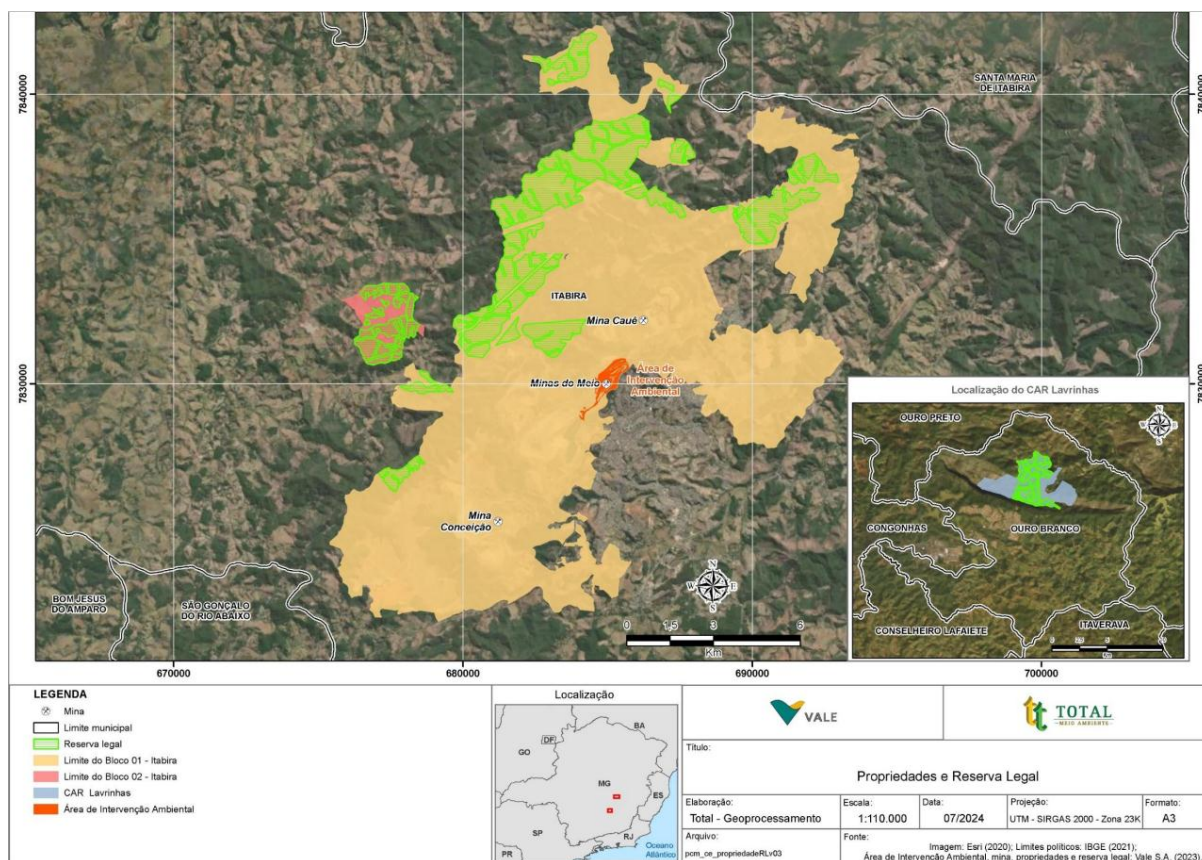 7840000
7840000
SANTA MARIA
DE ITABIRA
ITABIRA
Mina Cauê
7830000
Minas do Meio
Área de
Intervenção
Ambiental
Mina
Conceição
N
W E
S
0 1,5 3 6
Km
BOM JESUS
DO AMPARO
SÃO GONÇALO
DO RIO ABAIXO
Localização do CAR Lavrinhas
OURO PRETO
CONGONHAS
OURO BRANCO
CONSELHEIRO LAFAIETE
ITAVERAVA
670000
680000
690000
700000
LEGENDA
Mina
Limite municipal
Reserva legal
Limite do Bloco 01 - Itabira
Limite do Bloco 02 - Itabira
CAR Lavrinhas
Área de Intervenção Ambiental
Localização
BA
GO
DF
MG
ES
SP
RJ
PR
Oceano
Atlântico
VALE
TOTAL
MEIO AMBIENTE
Título:
Propriedades e Reserva Legal
Elaboração:
Total - Geoprocessamento
Escala:
1:110.000
Data:
07/2024
Projeção:
UTM - SIRGAS 2000 - Zona 23K
Formato:
A3
Arquivo:
pcm_oe_propriedadeRLv03
Fonte:
Imagem: Esri (2020); Limites políticos: IBGE (2021);
Área de Intervenção Ambiental, mina, propriedades e reserva legal: Vale S.A. (2023)